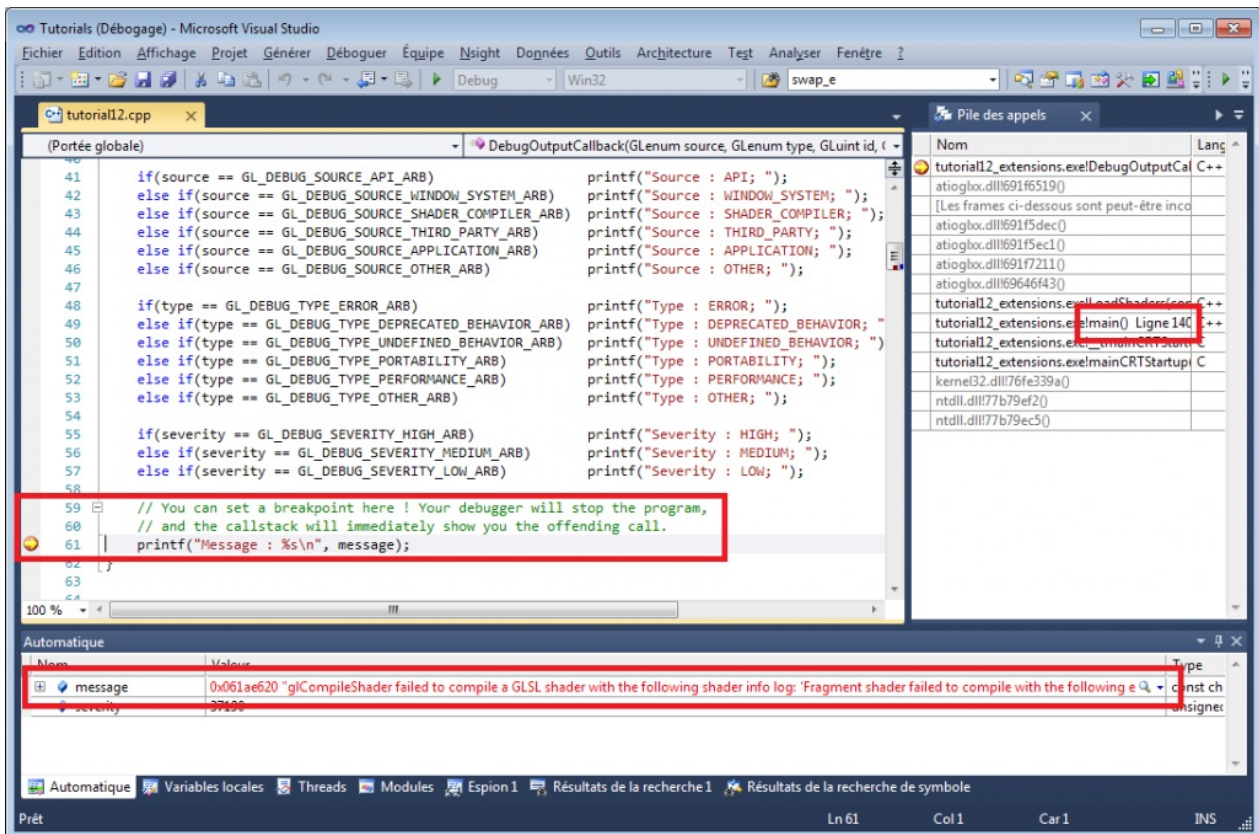 Tutorials (Débogage) - Microsoft Visual Studio
Fichier Edition Affichage Projet Générer Déboguer Équipe Nsight Données Outils Architecture Test Analyser Fenêtre ?
Debug Win32 swap_e
tutorial12.cpp
(Portée globale) DebugOutputCallback(GLenum source, GLenum type, GLuint id, (
40
41 if(source == GL_DEBUG_SOURCE_API_ARB) printf("Source : API; ");
42 else if(source == GL_DEBUG_SOURCE_WINDOW_SYSTEM_ARB) printf("Source : WINDOW_SYSTEM; ");
43 else if(source == GL_DEBUG_SOURCE_SHADER_COMPILER_ARB) printf("Source : SHADER_COMPILER; ");
44 else if(source == GL_DEBUG_SOURCE_THIRD_PARTY_ARB) printf("Source : THIRD_PARTY; ");
45 else if(source == GL_DEBUG_SOURCE_APPLICATION_ARB) printf("Source : APPLICATION; ");
46 else if(source == GL_DEBUG_SOURCE_OTHER_ARB) printf("Source : OTHER; ");
47
48 if(type == GL_DEBUG_TYPE_ERROR_ARB) printf("Type : ERROR; ");
49 else if(type == GL_DEBUG_TYPE_DEPRECATED_BEHAVIOR_ARB) printf("Type : DEPRECATED_BEHAVIOR; "
50 else if(type == GL_DEBUG_TYPE_UNDEFINED_BEHAVIOR_ARB) printf("Type : UNDEFINED_BEHAVIOR; ")
51 else if(type == GL_DEBUG_TYPE_PORTABILITY_ARB) printf("Type : PORTABILITY; ");
52 else if(type == GL_DEBUG_TYPE_PERFORMANCE_ARB) printf("Type : PERFORMANCE; ");
53 else if(type == GL_DEBUG_TYPE_OTHER_ARB) printf("Type : OTHER; ");
54
55 if(severity == GL_DEBUG_SEVERITY_HIGH_ARB) printf("Severity : HIGH; ");
56 else if(severity == GL_DEBUG_SEVERITY_MEDIUM_ARB) printf("Severity : MEDIUM; ");
57 else if(severity == GL_DEBUG_SEVERITY_LOW_ARB) printf("Severity : LOW; ");
58
59 // You can set a breakpoint here ! Your debugger will stop the program,
60 // and the callstack will immediately show you the offending call.
61 printf("Message : %s\n", message);
62 }
63
64
100 %
Pile des appels
Nom Lang
tutorial12_extensions.exe!DebugOutputCal C++
atioglxx.dll!691f6519()
[Les frames ci-dessous sont peut-être inco
atioglxx.dll!691f5dec()
atioglxx.dll!691f5ec1()
atioglxx.dll!691f7211()
atioglxx.dll!69646f43()
tutorial12_extensions.exe!LoadShaders(con C++
tutorial12_extensions.exe!main() Ligne 140 C++
tutorial12_extensions.exe!__tmainCRTStart C
tutorial12_extensions.exe!mainCRTStartup( C
kernel32.dll!76fe339a()
ntdll.dll!77b79ef2()
ntdll.dll!77b79ec5()
Automatique
Nom Valeur Type
message 0x061ae620 "glCompileShader failed to compile a GLSL shader with the following shader info log: 'Fragment shader failed to compile with the following e const ch
severity 37190 unsigned
Automatique Variables locales Threads Modules Espion 1 Résultats de la recherche 1 Résultats de la recherche de symbole
Prêt Ln 61 Col 1 Car 1 INS